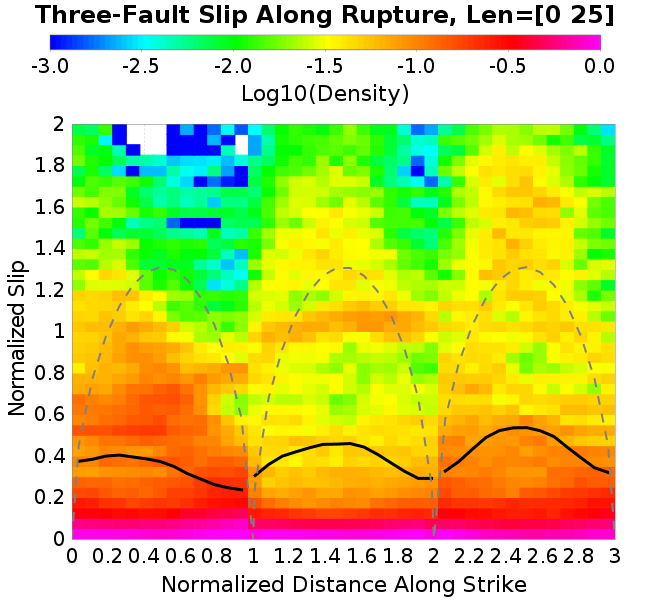 Three-Fault Slip Along Rupture, Len=[0 25]
-3.0 -2.5 -2.0 -1.5 -1.0 -0.5 0.0
Log10(Density)
2
1.8
1.6
1.4
1.2
1
0.8
0.6
0.4
0.2
0
Normalized Slip
0 0.2 0.4 0.6 0.8 1 1.2 1.4 1.6 1.8 2 2.2 2.4 2.6 2.8 3
Normalized Distance Along Strike